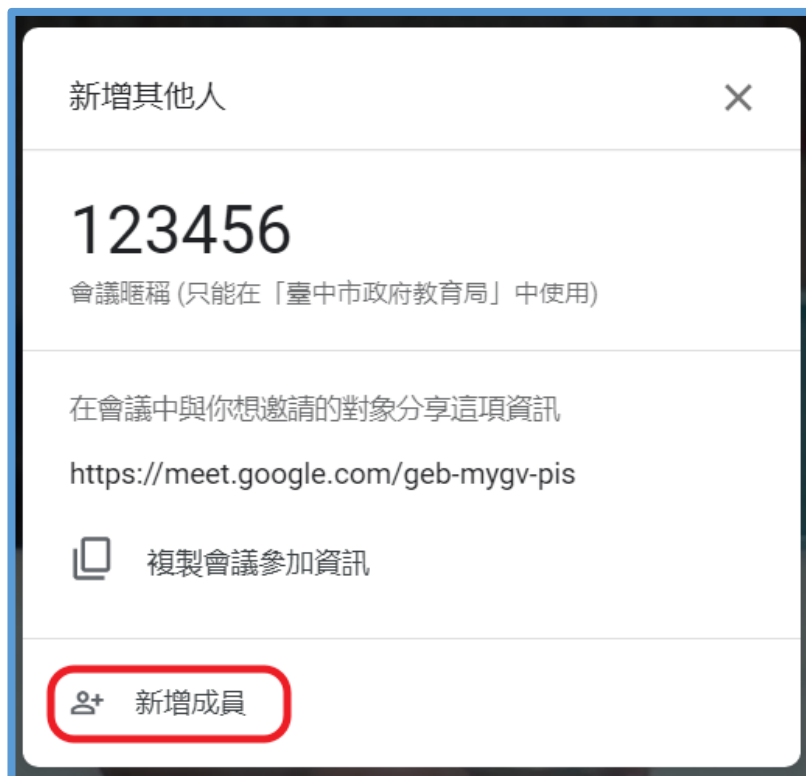 新增其他人
123456
會議暱稱 (只能在「臺中市政府教育局」中使用)
在會議中與你想邀請的對象分享這項資訊
https://meet.google.com/geb-mygv-pis
複製會議參加資訊
新增成員